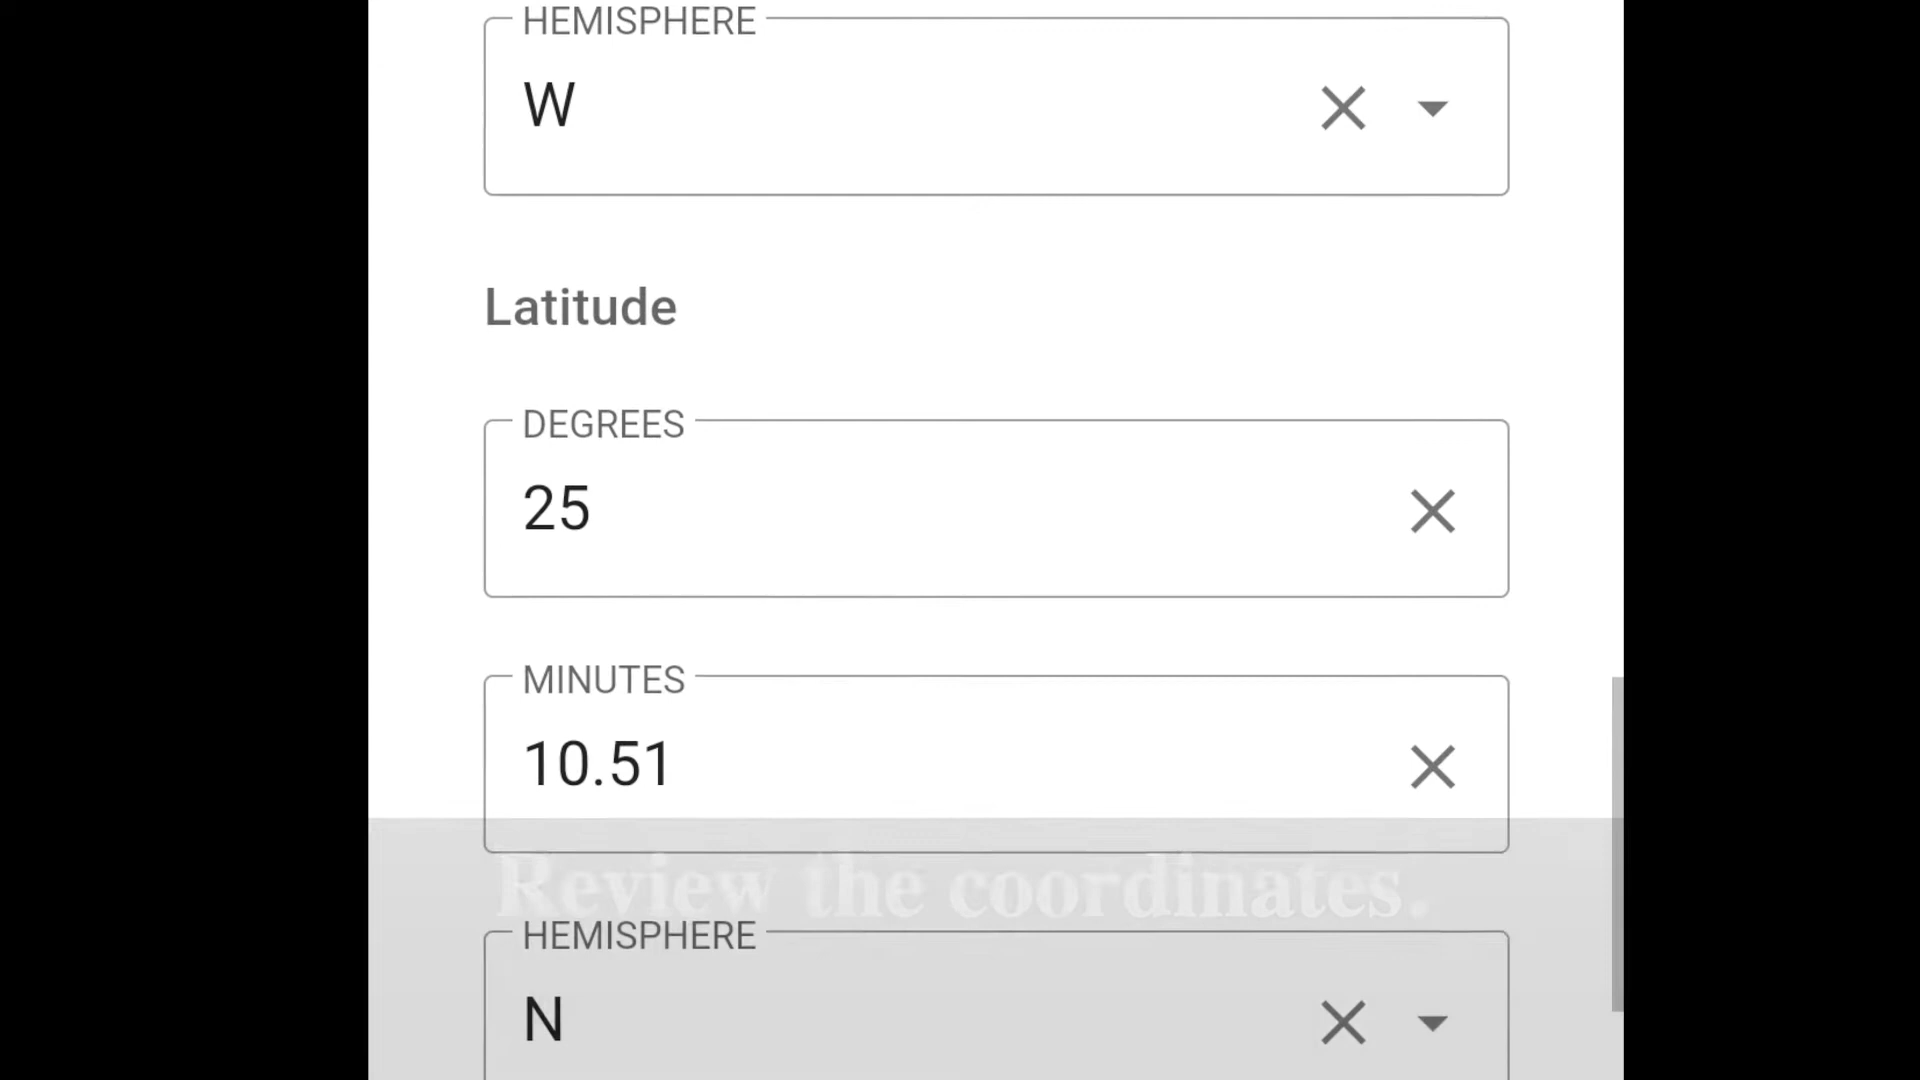 HEMISPHERE
W
Latitude
DEGREES
25
MINUTES
10.51
Review the coordinates.
HEMISPHERE
N